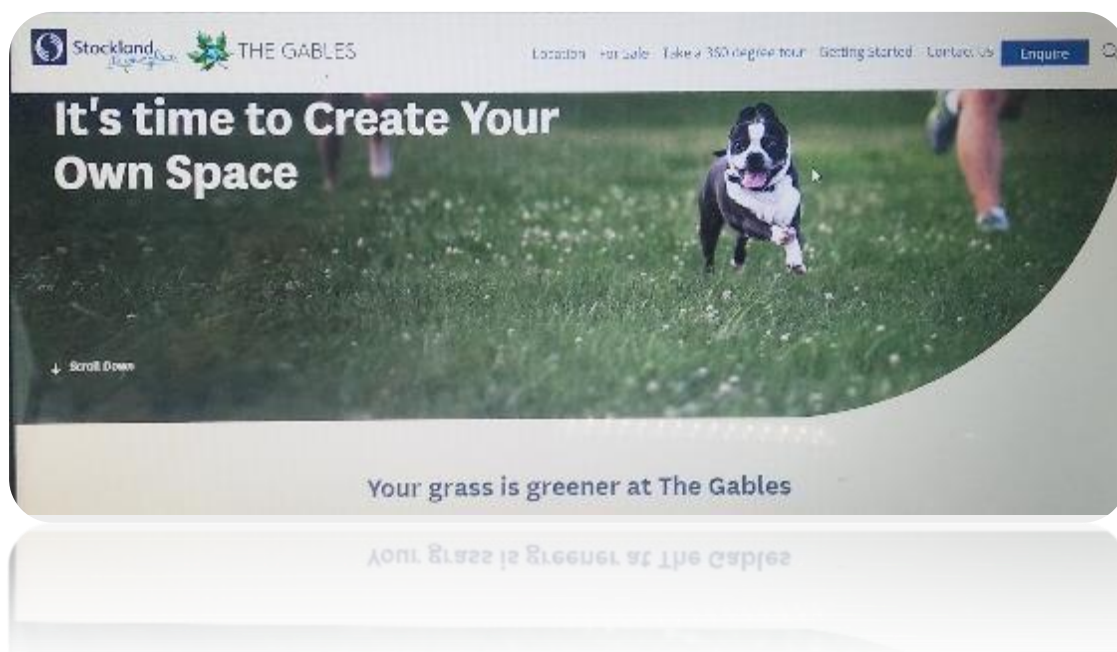 Stockland
THE GABLES
Location For Sale Take a 360 degree tour Getting Started Contact Us Enquire
It's time to Create Your
Own Space
Scroll Down
Your grass is greener at The Gables